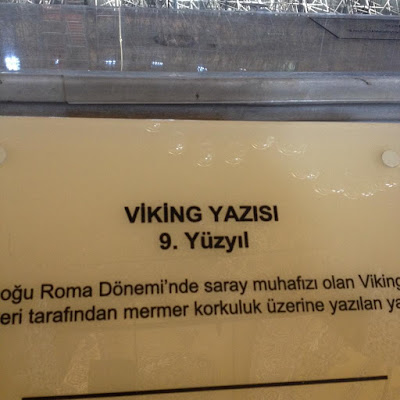 VİKİNG YAZISI
9. Yüzyıl
oğu Roma Dönemi'nde saray muhafızı olan Viking
eri tarafından mermer korkuluk üzerine yazılan ya